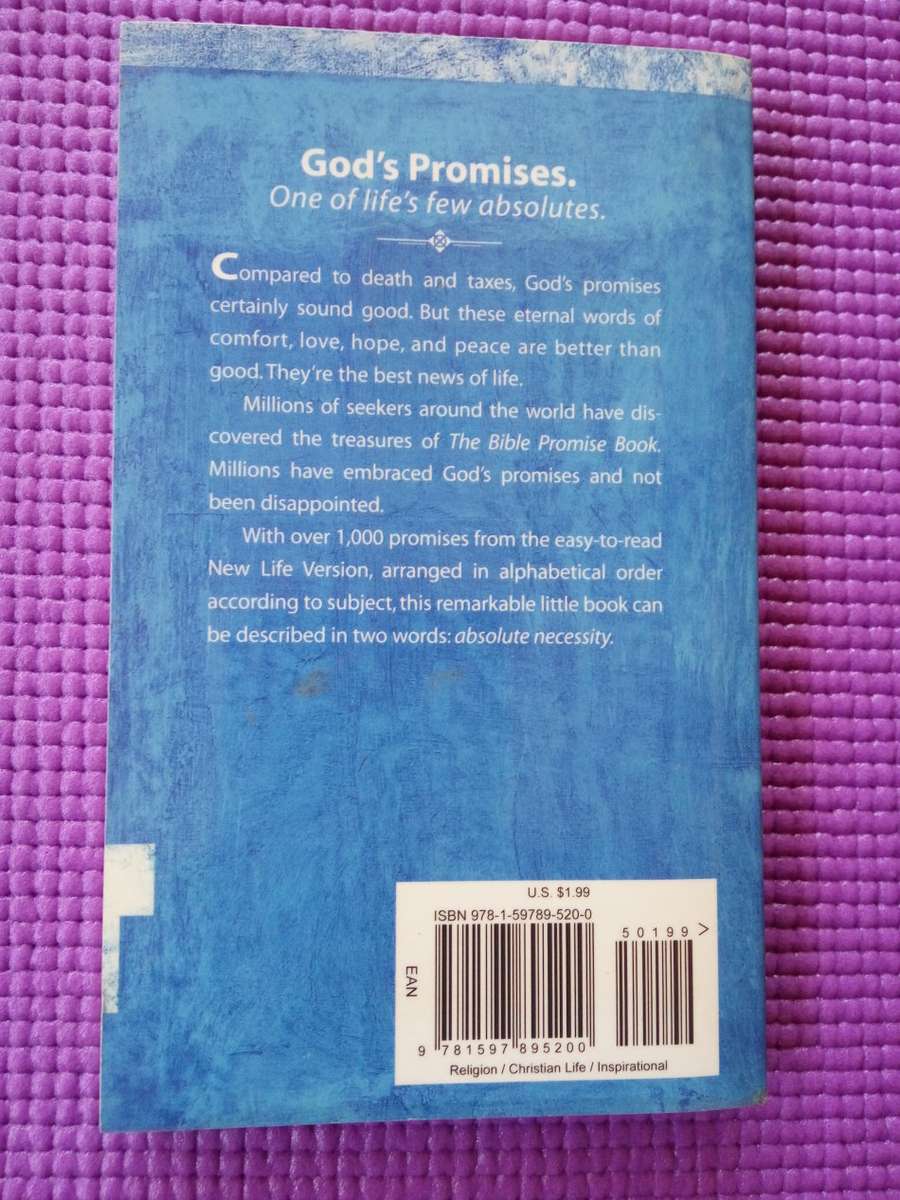 God's Promises.
One of life's few absolutes.
Compared to death and taxes, God's promises
certainly sound good. But these eternal words of
comfort, love, hope, and peace are better than
good. They're the best news of life.
Millions of seekers around the world have dis-
covered the treasures of The Bible Promise Book.
Millions have embraced God's promises and not
been disappointed.
With over 1,000 promises from the easy-to-read
New Life Version, arranged in alphabetical order
according to subject, this remarkable little book can
be described in two words: absolute necessity.
U.S. $1.99
ISBN 978-1-59789-520-0
50199 >
EAN
9 781597 895200
Religion / Christian Life / Inspirational